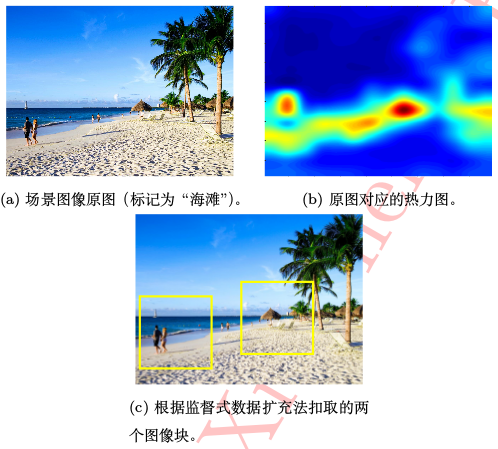 (a) 场景图像原图（标记为“海滩”）。
(b) 原图对应的热力图。
(c) 根据监督式数据扩充法扣取的两
个图像块。